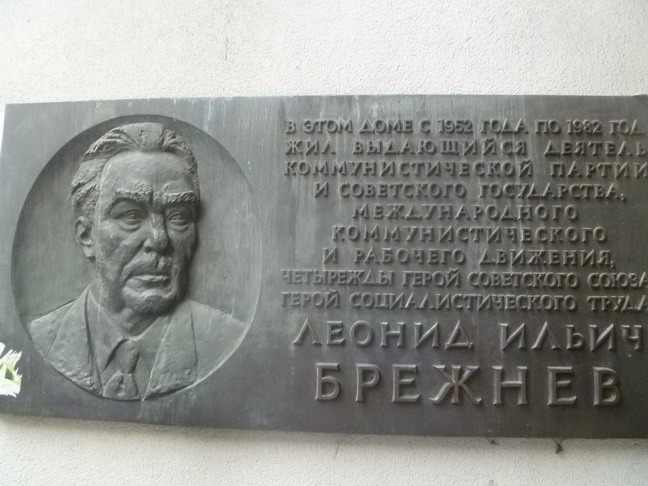 В ЭТОМ ДОМЕ С 1952 ГОДА ПО 1982 ГОД
ЖИЛ ВЫДАЮЩИЙСЯ ДЕЯТЕЛЬ
КОММУНИСТИЧЕСКОЙ ПАРТИИ
И СОВЕТСКОГО ГОСУДАРСТВА,
МЕЖДУНАРОДНОГО
КОММУНИСТИЧЕСКОГО
И РАБОЧЕГО ДВИЖЕНИЯ,
ЧЕТЫРЕЖДЫ ГЕРОЙ СОВЕТСКОГО СОЮЗА
ГЕРОЙ СОЦИАЛИСТИЧЕСКОГО ТРУДА
ЛЕОНИД ИЛЬИЧ
БРЕЖНЕВ